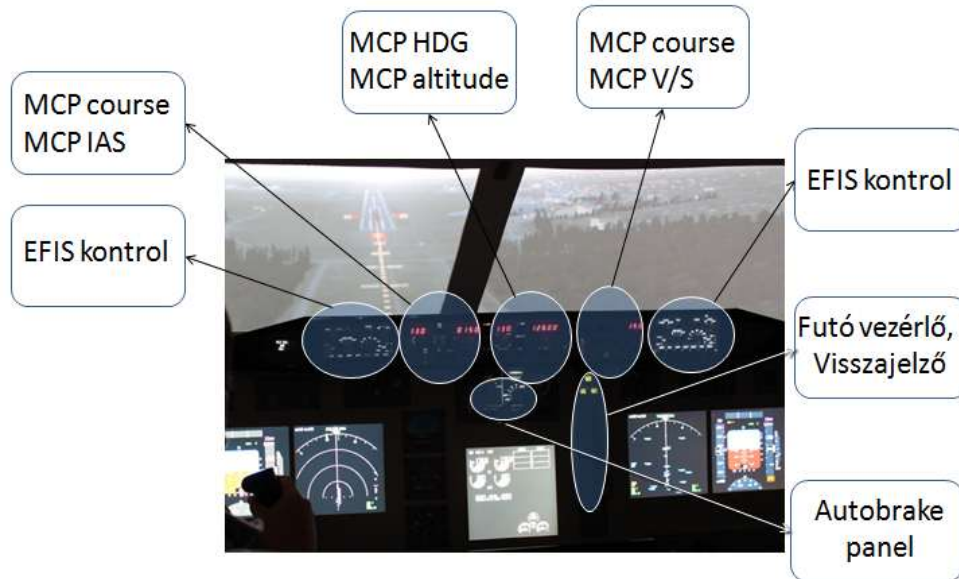 MCP HDG
MCP altitude
MCP course
MCP V/S
MCP course
MCP IAS
EFIS kontrol
EFIS kontrol
Futó vezérlő,
Visszajelző
Autobrake
panel